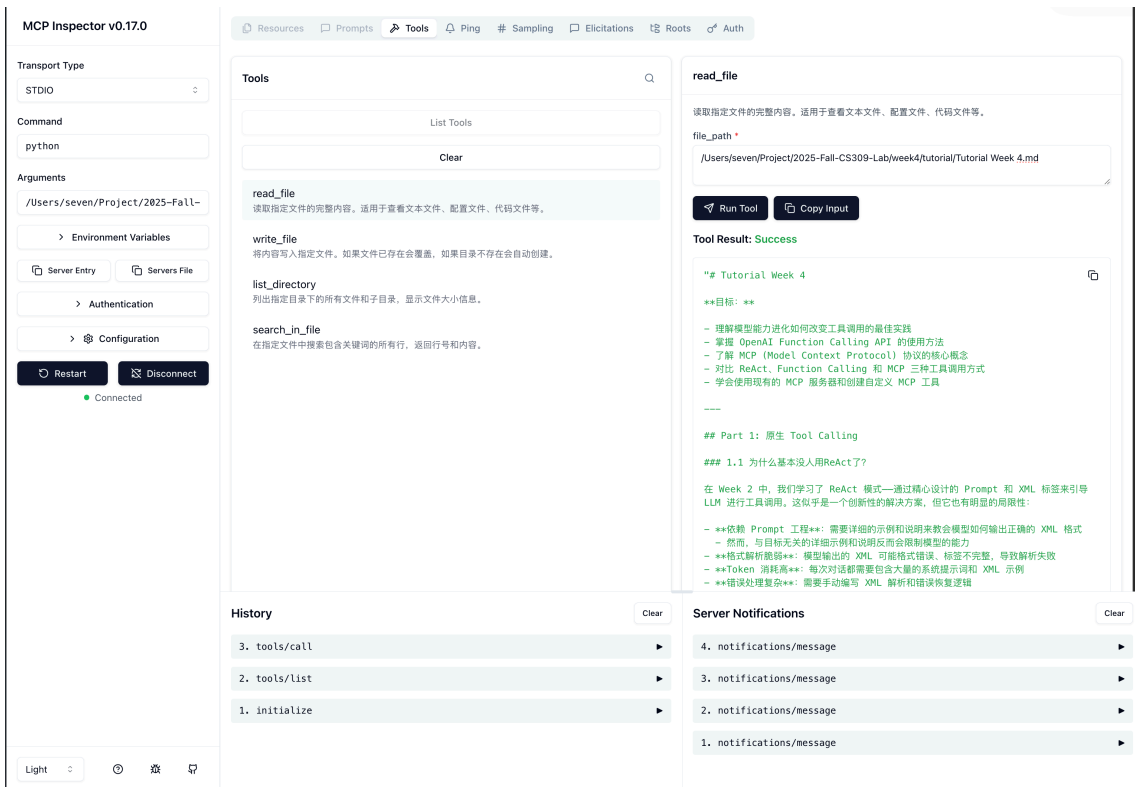 MCP Inspector v0.17.0
Transport Type
STDIO
Command
python
Arguments
/Users/seven/Project/2025-Fall-
Environment Variables
Server Entry
Servers File
Authentication
Configuration
Restart
Disconnect
Connected
Light
Resources
Prompts
Tools
Ping
Sampling
Elicitations
Roots
Auth
Tools
List Tools
Clear
read_file
读取指定文件的完整内容。适用于查看文本文件、配置文件、代码文件等。
write_file
将内容写入指定文件。如果文件已存在会覆盖，如果目录不存在会自动创建。
list_directory
列出指定目录下的所有文件和子目录，显示文件大小信息。
search_in_file
在指定文件中搜索包含关键词的所有行，返回行号和内容。
read_file
读取指定文件的完整内容。适用于查看文本文件、配置文件、代码文件等。
file_path *
/Users/seven/Project/2025-Fall-CS309-Lab/week4/tutorial/Tutorial Week 4.md
Run Tool
Copy Input
Tool Result: Success
"# Tutorial Week 4
**目标：**
- 理解模型能力进化如何改变工具调用的最佳实践
- 掌握 OpenAI Function Calling API 的使用方法
- 了解 MCP (Model Context Protocol) 协议的核心概念
- 对比 ReAct、Function Calling 和 MCP 三种工具调用方式
- 学会使用现有的 MCP 服务器和创建自定义 MCP 工具
---
## Part 1: 原生 Tool Calling
### 1.1 为什么基本没人用ReAct了?
在 Week 2 中，我们学习了 ReAct 模式——通过精心设计的 Prompt 和 XML 标签来引导
LLM 进行工具调用。这似乎是一个创新性的解决方案，但它也有明显的局限性：
- **依赖 Prompt 工程**：需要详细的示例和说明来教会模型如何输出正确的 XML 格式
- 然而，与目标无关的详细示例和说明反而会限制模型的能力
- **格式解析脆弱**：模型输出的 XML 可能格式错误、标签不完整，导致解析失败
- **Token 消耗高**：每次对话都需要包含大量的系统提示词和 XML 示例
- **错误处理复杂**：需要手动编写 XML 解析和错误恢复逻辑
History
Clear
3. tools/call
2. tools/list
1. initialize
Server Notifications
Clear
4. notifications/message
3. notifications/message
2. notifications/message
1. notifications/message